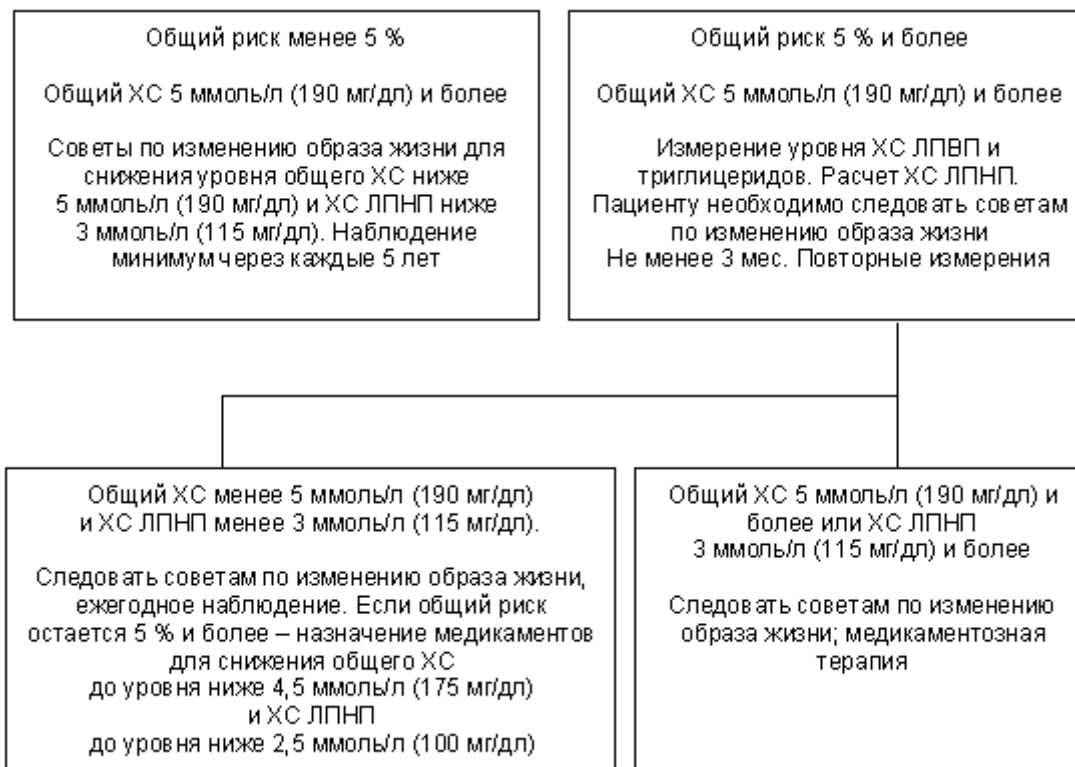 Общий риск менее 5 %
Общий ХС 5 ммоль/л (190 мг/дл) и более
Советы по изменению образа жизни для
снижения уровня общего ХС ниже
5 ммоль/л (190 мг/дл) и ХС ЛПНП ниже
3 ммоль/л (115 мг/дл). Наблюдение
минимум через каждые 5 лет
Общий риск 5 % и более
Общий ХС 5 ммоль/л (190 мг/дл) и более
Измерение уровня ХС ЛПВП и
триглицеридов. Расчет ХС ЛПНП.
Пациенту необходимо следовать советам
по изменению образа жизни
Не менее 3 мес. Повторные измерения
Общий ХС менее 5 ммоль/л (190 мг/дл)
и ХС ЛПНП менее 3 ммоль/л (115 мг/дл).
Следовать советам по изменению образа жизни,
ежегодное наблюдение. Если общий риск
остается 5 % и более – назначение медикаментов
для снижения общего ХС
до уровня ниже 4,5 ммоль/л (175 мг/дл)
и ХС ЛПНП
до уровня ниже 2,5 ммоль/л (100 мг/дл)
Общий ХС 5 ммоль/л (190 мг/дл) и
более или ХС ЛПНП
3 ммоль/л (115 мг/дл) и более
Следовать советам по изменению
образа жизни; медикаментозная
терапия